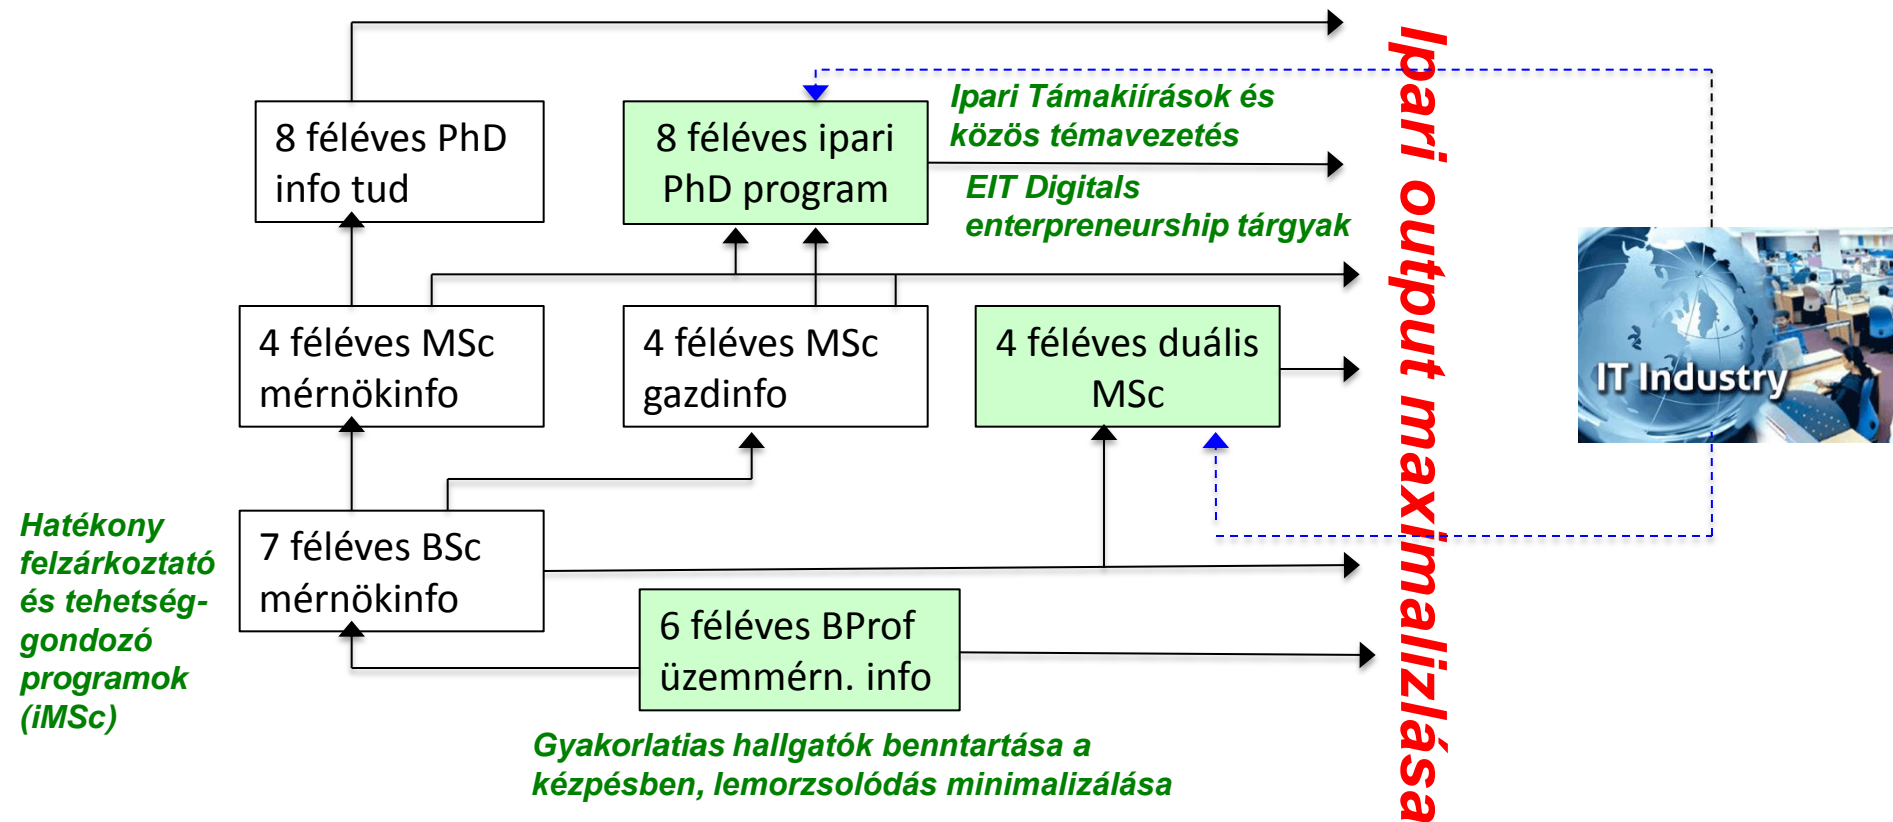 8 féléves PhD
info tud
8 féléves ipari
PhD program
Ipari Támakiírások és
közös témavezetés
EIT Digitals
enterpreneurship tárgyak
4 féléves MSc
mérnökinfo
4 féléves MSc
gazdinfo
4 féléves duális
MSc
IT Industry
Ipari output maximalizlása
Hatékony
felzárkoztató
és tehetség-
gondozó
programok
(iMSc)
7 féléves BSc
mérnökinfo
6 féléves BProf
üzemmérn. info
Gyakorlatias hallgatók benntartása a
kézpésben, lemorzsolódás minimalizálása